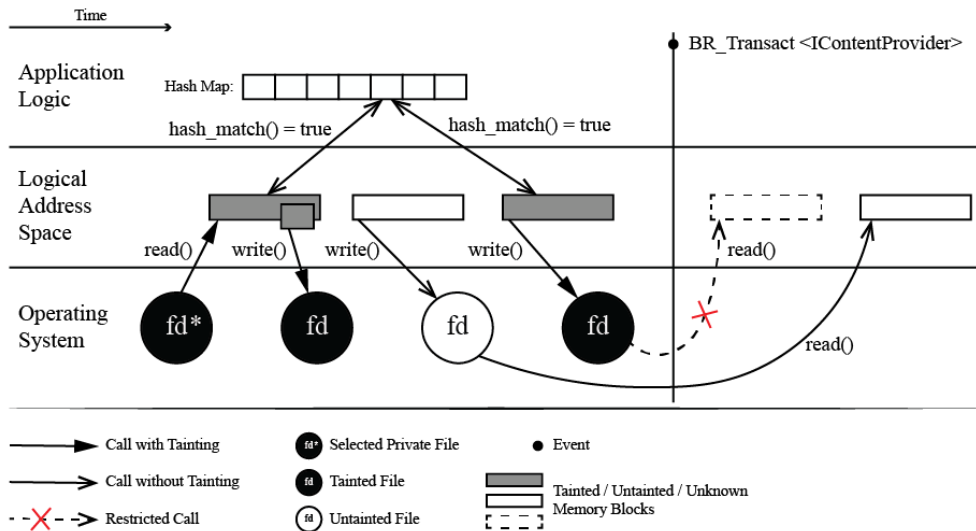 Time
BR_Transact <IContentProvider>
Application
Logic
Hash Map:
hash_match() = true
hash_match() = true
Logical
Address
Space
read()
write()
write()
write()
read()
Operating
System
fd*
fd
fd
fd
read()
Call with Tainting
fd*
Selected Private File
Event
Call without Tainting
fd
Tainted File
Tainted / Untainted / Unknown
Memory Blocks
Restricted Call
fd
Untainted File